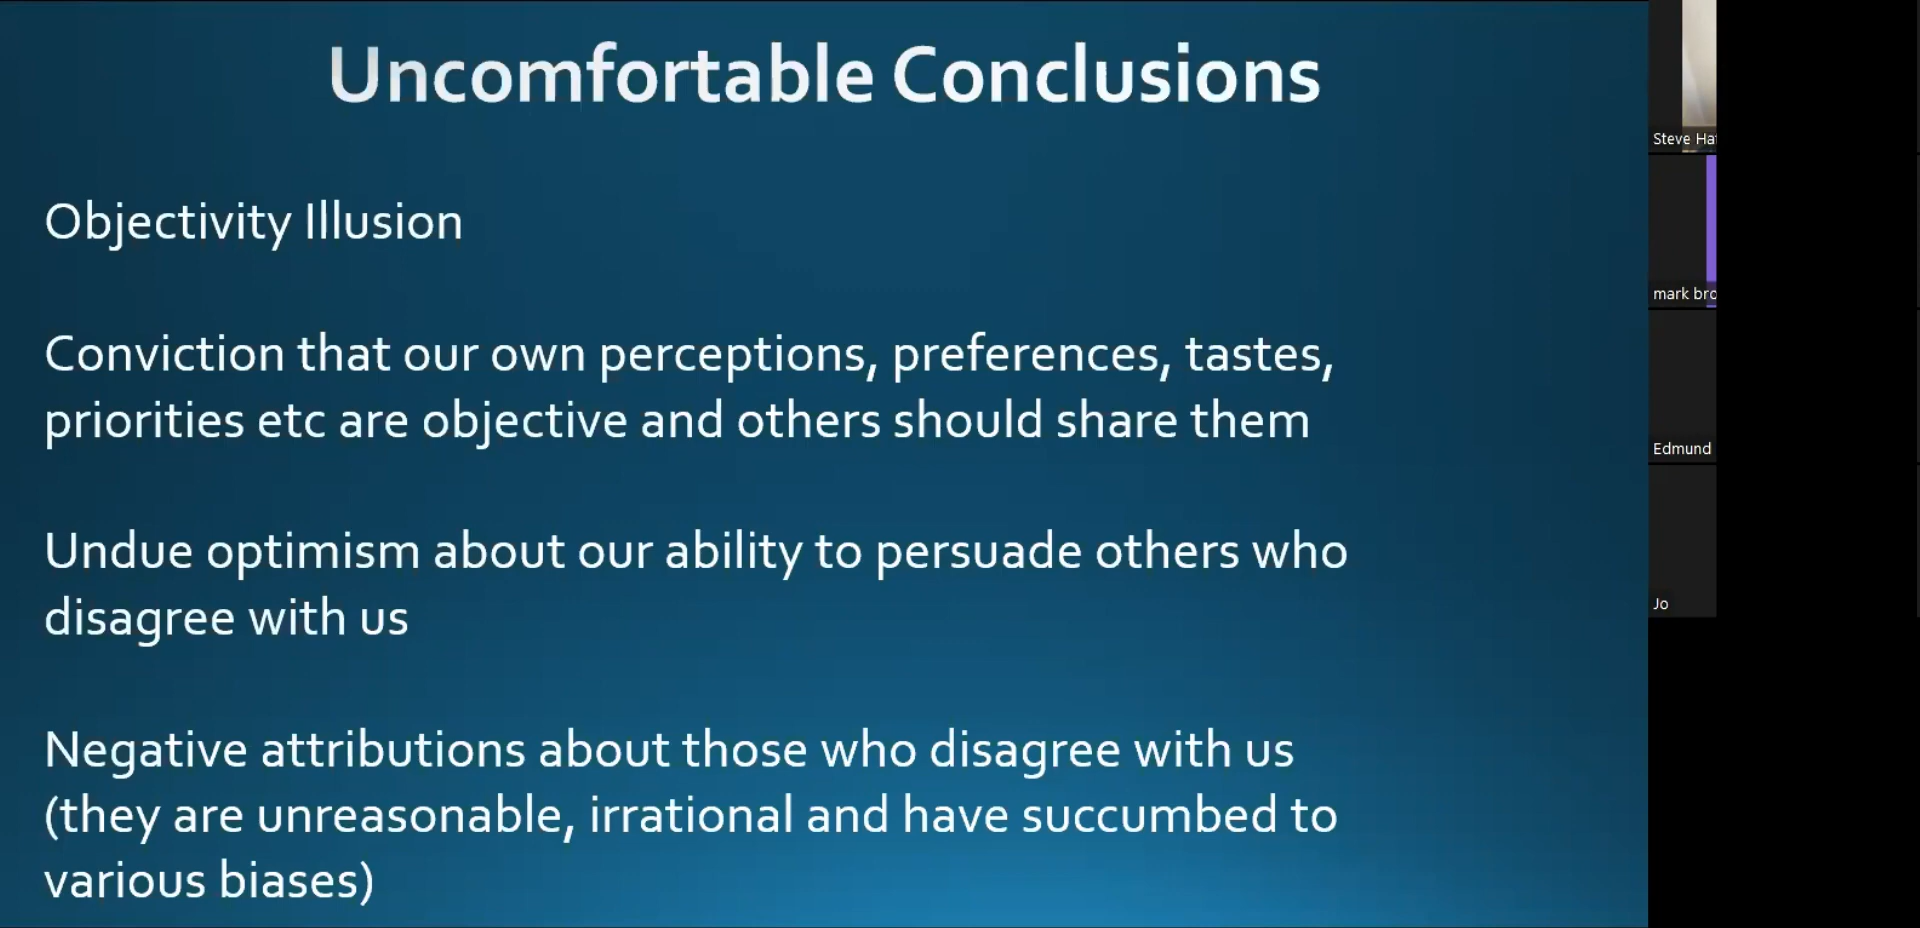 Uncomfortable Conclusions
Objectivity Illusion
Conviction that our own perceptions, preferences, tastes,
priorities etc are objective and others should share them
Undue optimism about our ability to persuade others who
disagree with us
Negative attributions about those who disagree with us
(they are unreasonable, irrational and have succumbed to
various biases)
Steve Ha
mark bro
Edmund
Jo